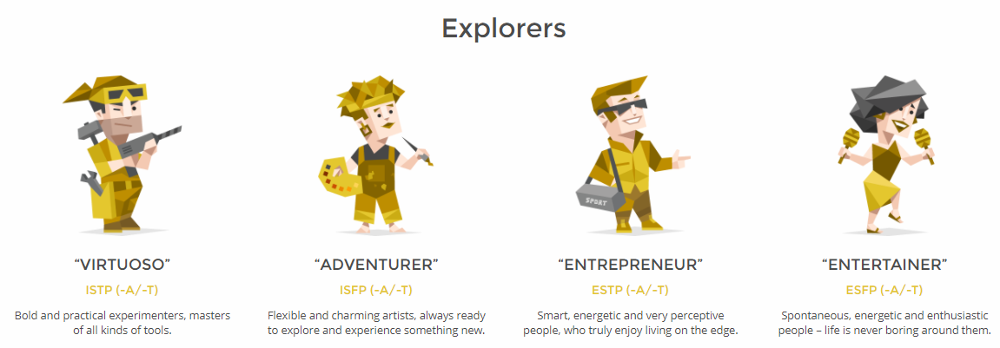 Explorers
SPORT
“VIRTUOSO”
ISTP (-A/-T)
Bold and practical experimenters, masters
of all kinds of tools.
“ADVENTURER”
ISFP (-A/-T)
Flexible and charming artists, always ready
to explore and experience something new.
“ENTREPRENEUR”
ESTP (-A/-T)
Smart, energetic and very perceptive
people, who truly enjoy living on the edge.
“ENTERTAINER”
ESFP (-A/-T)
Spontaneous, energetic and enthusiastic
people – life is never boring around them.